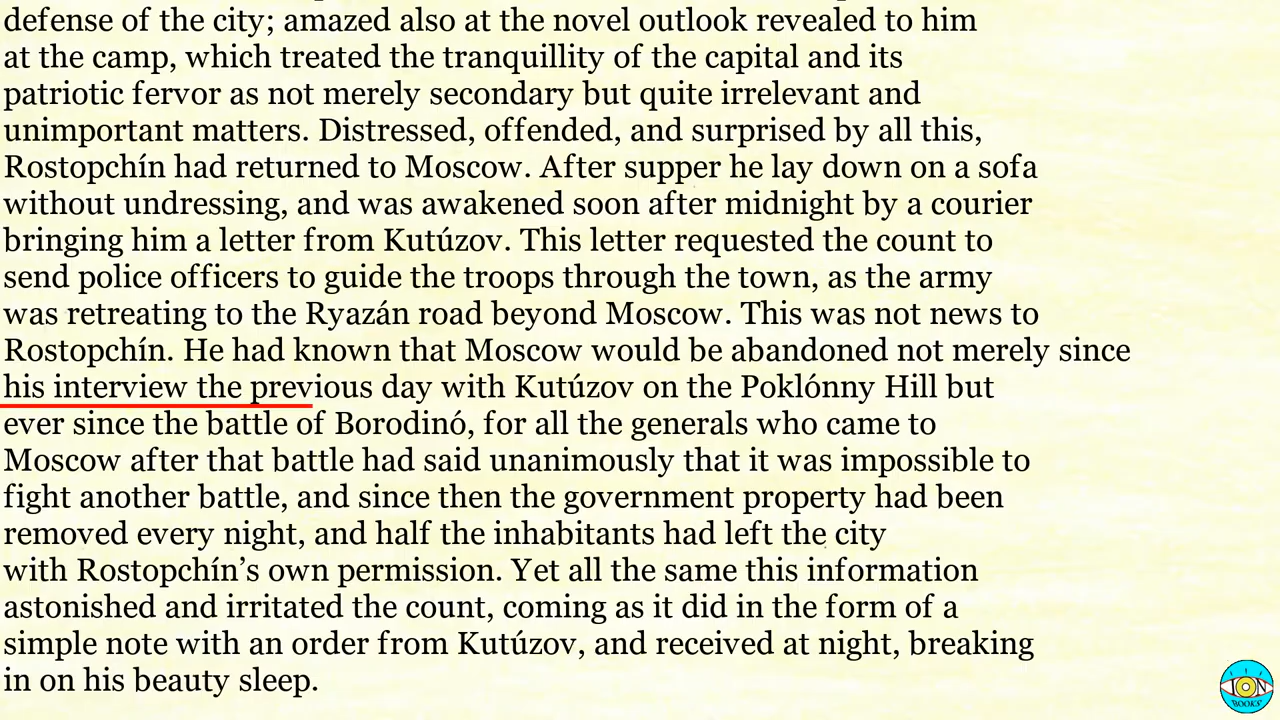 defense of the city; amazed also at the novel outlook revealed to him
at the camp, which treated the tranquillity of the capital and its
patriotic fervor as not merely secondary but quite irrelevant and
unimportant matters. Distressed, offended, and surprised by all this,
Rostopchín had returned to Moscow. After supper he lay down on a sofa
without undressing, and was awakened soon after midnight by a courier
bringing him a letter from Kutúzov. This letter requested the count to
send police officers to guide the troops through the town, as the army
was retreating to the Ryazán road beyond Moscow. This was not news to
Rostopchín. He had known that Moscow would be abandoned not merely since
his interview the previous day with Kutúzov on the Poklónny Hill but
ever since the battle of Borodinó, for all the generals who came to
Moscow after that battle had said unanimously that it was impossible to
fight another battle, and since then the government property had been
removed every night, and half the inhabitants had left the city
with Rostopchín’s own permission. Yet all the same this information
astonished and irritated the count, coming as it did in the form of a
simple note with an order from Kutúzov, and received at night, breaking
in on his beauty sleep.
ION
BOOKS